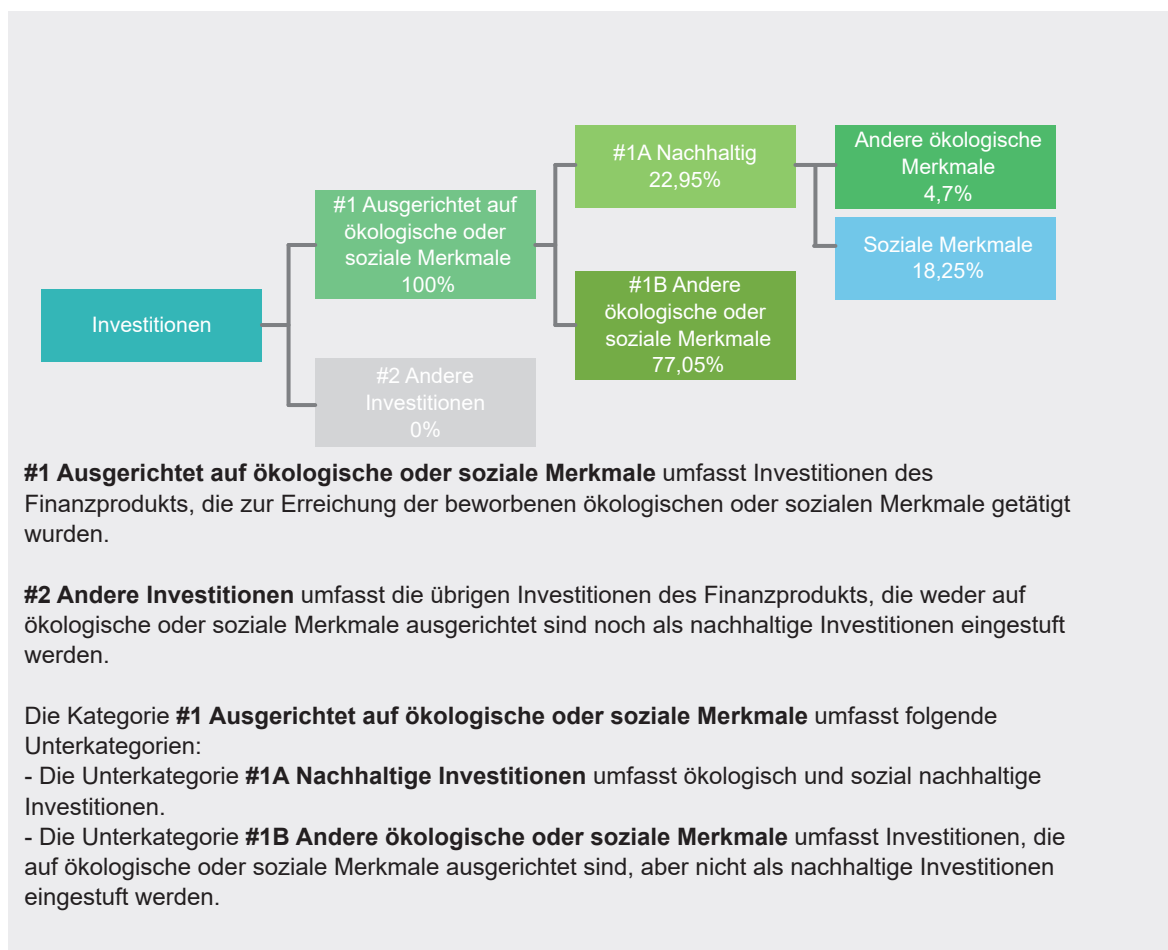 #1A Nachhaltig
22,95%
Andere ökologische
Merkmale
4,7%
#1 Ausgerichtet auf
ökologische oder
soziale Merkmale
100%
Soziale Merkmale
18,25%
Investitionen
#1B Andere
ökologische oder
soziale Merkmale
77,05%
#2 Andere
Investitionen
0%
#1 Ausgerichtet auf ökologische oder soziale Merkmale umfasst Investitionen des
Finanzprodukts, die zur Erreichung der beworbenen ökologischen oder sozialen Merkmale getätigt
wurden.
#2 Andere Investitionen umfasst die übrigen Investitionen des Finanzprodukts, die weder auf
ökologische oder soziale Merkmale ausgerichtet sind noch als nachhaltige Investitionen eingestuft
werden.
Die Kategorie #1 Ausgerichtet auf ökologische oder soziale Merkmale umfasst folgende
Unterkategorien:
- Die Unterkategorie #1A Nachhaltige Investitionen umfasst ökologisch und sozial nachhaltige
Investitionen.
- Die Unterkategorie #1B Andere ökologische oder soziale Merkmale umfasst Investitionen, die
auf ökologische oder soziale Merkmale ausgerichtet sind, aber nicht als nachhaltige Investitionen
eingestuft werden.